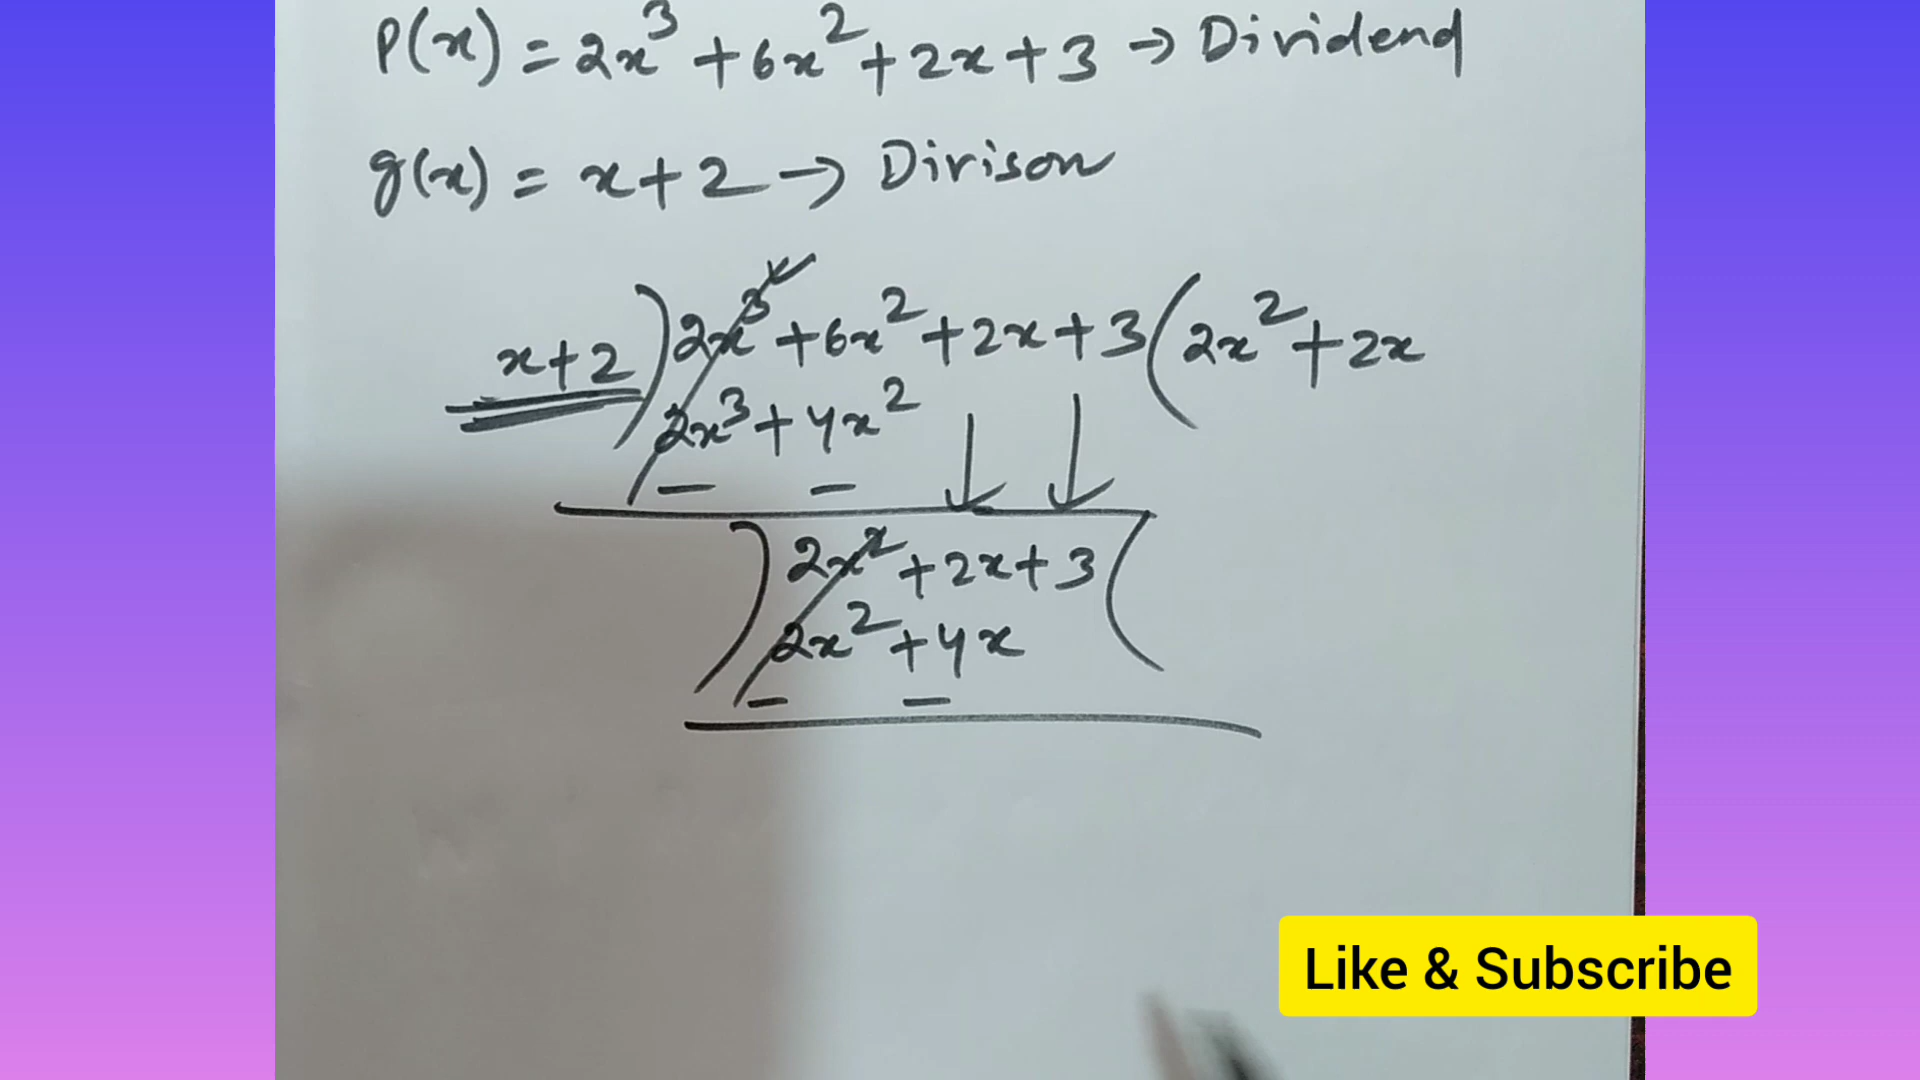 P(x) = 2x³ + 6x² + 2x + 3 → Dividend
g(x) = x + 2 → Divison
x+2 ) 2x³ + 6x² + 2x + 3 ( 2x² + 2x
2x³ + 4x²
− −
) 2x² + 2x + 3 (
2x² + 4x
− −
Like & Subscribe